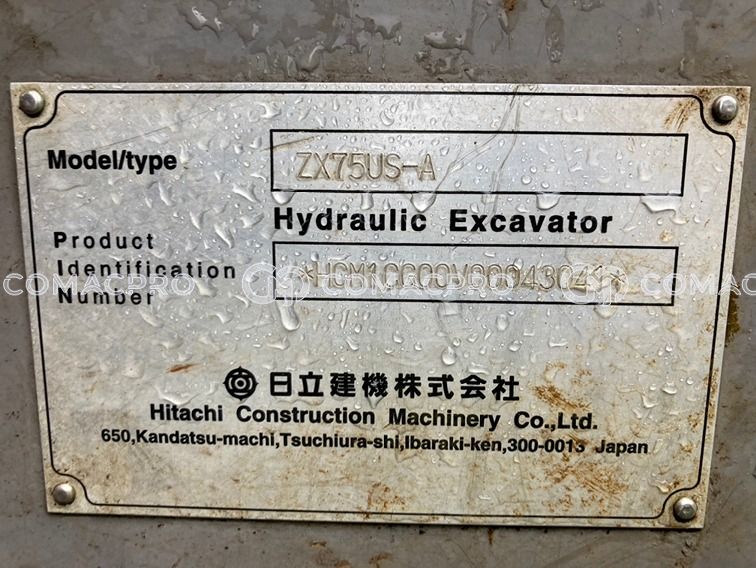 Model/type
ZX75US-A
Hydraulic Excavator
Product
Identification
Number
COMACPRO COMACPRO
日立建機株式会社
Hitachi Construction Machinery Co.,Ltd.
650,Kandatsu-machi,Tsuchiura-shi,Ibaraki-ken,300-0013 Japan